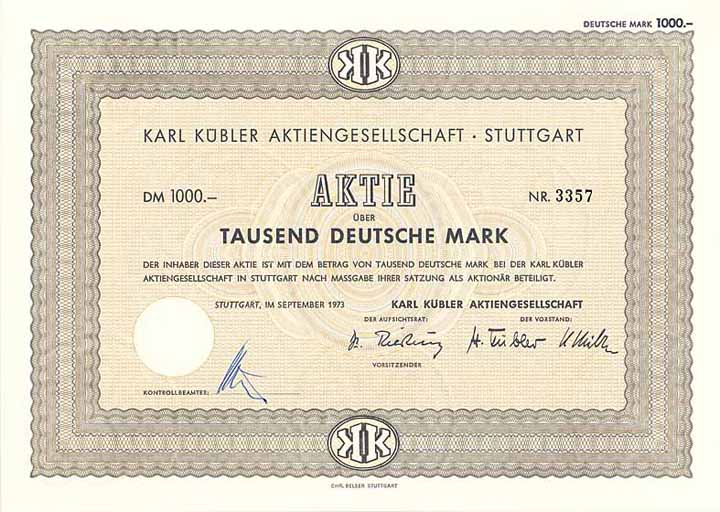 DEUTSCHE MARK 1000.–
KK
KARL KÜBLER AKTIENGESELLSCHAFT · STUTTGART
AKTIE
DM 1000.–
NR. 3357
ÜBER
TAUSEND DEUTSCHE MARK
DER INHABER DIESER AKTIE IST MIT DEM BETRAG VON TAUSEND DEUTSCHE MARK BEI DER KARL KÜBLER
AKTIENGESELLSCHAFT IN STUTTGART NACH MASSGABE IHRER SATZUNG ALS AKTIONÄR BETEILIGT.
STUTTGART, IM SEPTEMBER 1973
KARL KÜBLER AKTIENGESELLSCHAFT
DER AUFSICHTSRAT:
DER VORSTAND:
H. Kübler
VORSITZENDER
KONTROLLBEAMTER:
KK
CHR. BELSER STUTTGART